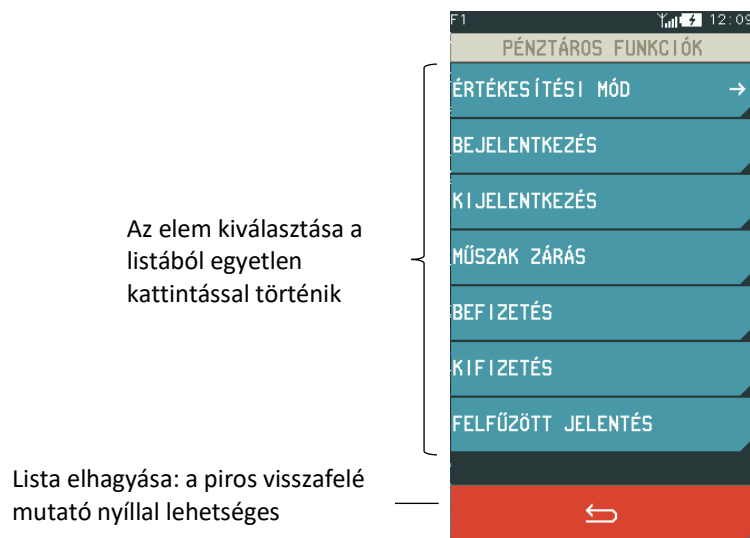 F1 12:09
PÉNZTÁROS FUNKCIÓK
ÉRTÉKESÍTÉSI MÓD →
BEJELENTKEZÉS
KIJELENTKEZÉS
MŰSZAK ZÁRÁS
BEFIZETÉS
KIFIZETÉS
FELFŰZÖTT JELENTÉS
Az elem kiválasztása a
listából egyetlen
kattintással történik
Lista elhagyása: a piros visszafelé
mutató nyíllal lehetséges